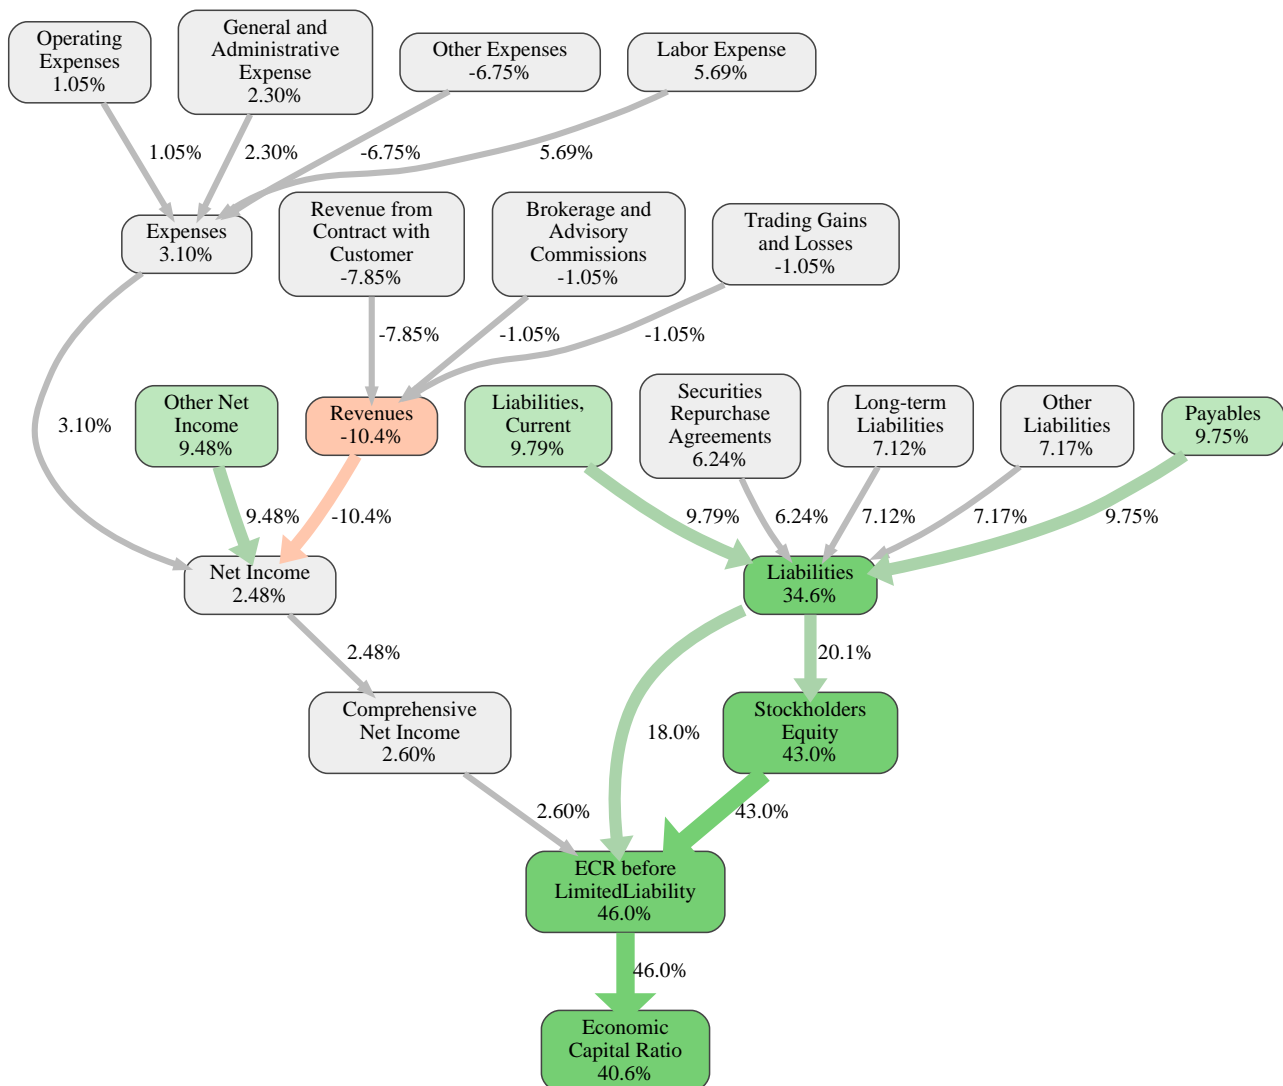 Operating
Expenses
1.05%
General and
Administrative
Expense
2.30%
Other Expenses
-6.75%
Labor Expense
5.69%
1.05%
2.30%
-6.75%
5.69%
Expenses
3.10%
Revenue from
Contract with
Customer
-7.85%
Brokerage and
Advisory
Commissions
-1.05%
Trading Gains
and Losses
-1.05%
-7.85%
-1.05%
-1.05%
3.10%
Other Net
Income
9.48%
Revenues
-10.4%
Liabilities,
Current
9.79%
Securities
Repurchase
Agreements
6.24%
Long-term
Liabilities
7.12%
Other
Liabilities
7.17%
Payables
9.75%
9.48%
-10.4%
9.79%
6.24%
7.12%
7.17%
9.75%
Net Income
2.48%
Liabilities
34.6%
2.48%
20.1%
Comprehensive
Net Income
2.60%
18.0%
Stockholders
Equity
43.0%
2.60%
43.0%
ECR before
LimitedLiability
46.0%
46.0%
Economic
Capital Ratio
40.6%